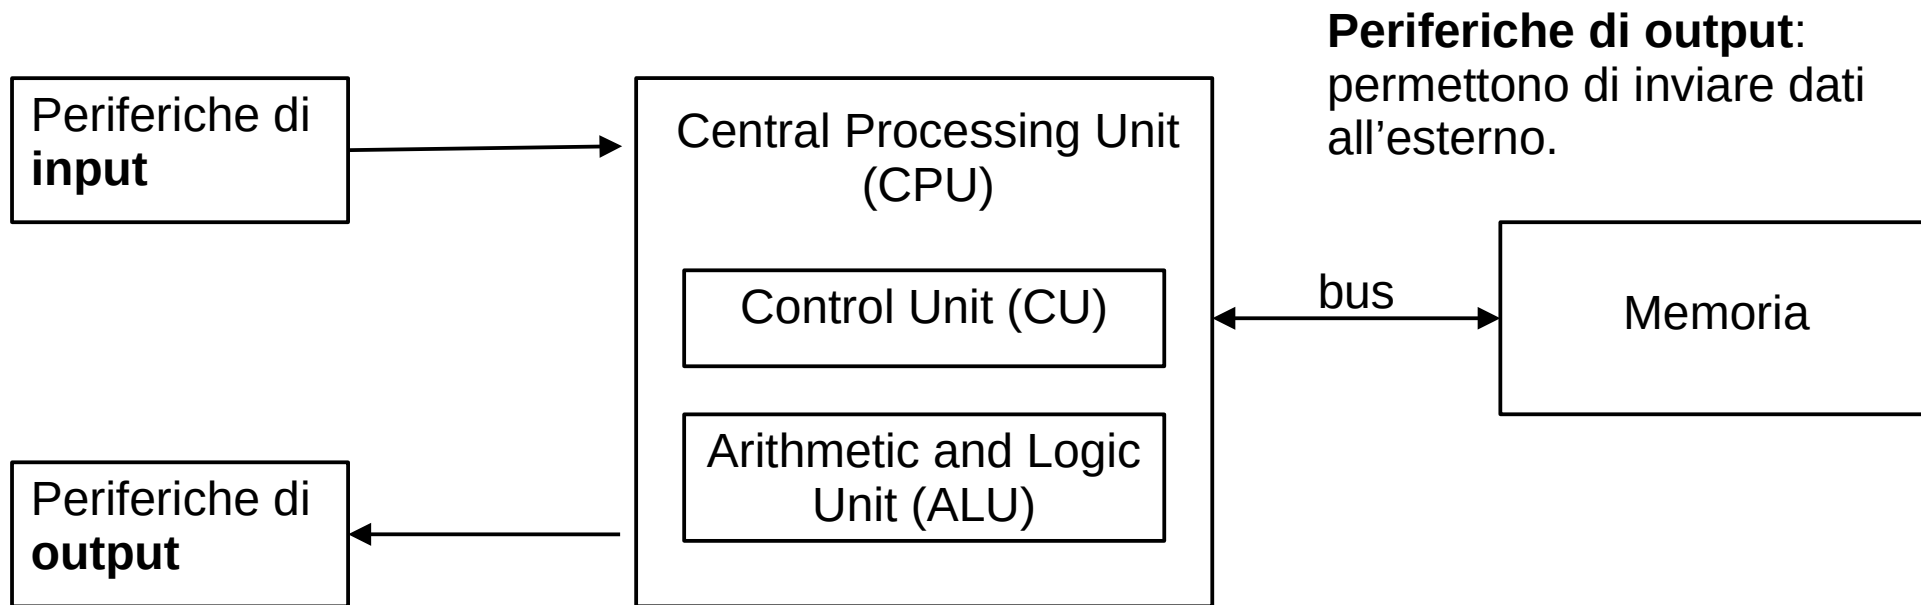 Periferiche di output:
permettono di inviare dati
all’esterno.
Periferiche di
input
Central Processing Unit
(CPU)
Control Unit (CU)
bus
Memoria
Arithmetic and Logic
Unit (ALU)
Periferiche di
output